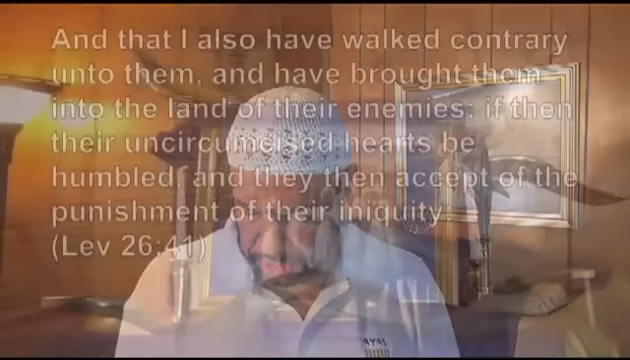 And that I also have walked contrary
unto them, and have brought them
into the land of their enemies; if then
their uncircumcised hearts be
humbled, and they then accept of the
punishment of their iniquity
(Lev 26:41)